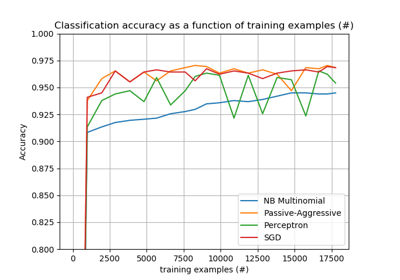 Classification accuracy as a function of training examples (#)
1.000
0.975
0.950
0.925
0.900
0.875
0.850
0.825
0.800
Accuracy
NB Multinomial
Passive-Aggressive
Perceptron
SGD
0 2500 5000 7500 10000 12500 15000 17500
training examples (#)